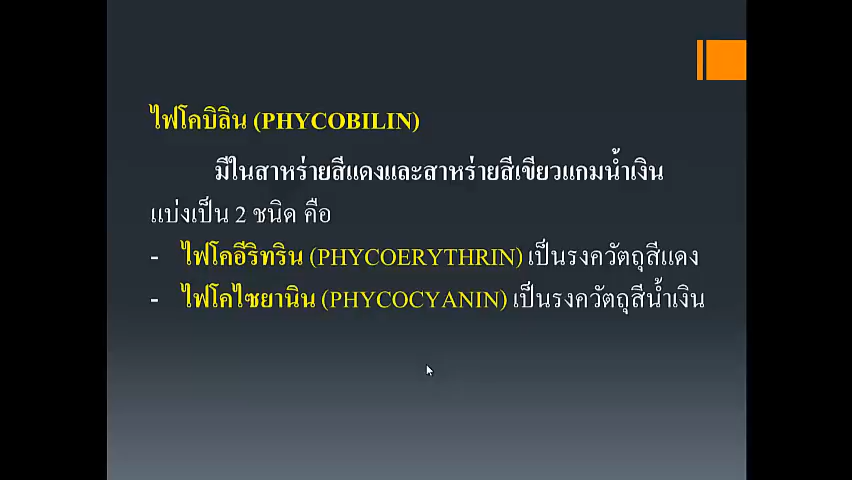 ไฟโคบิลิน (PHYCOBILIN)
มีในสาหร่ายสีแดงและสาหร่ายสีเขียวแกมน้ำเงิน
แบ่งเป็น 2 ชนิด คือ
- ไฟโคอีริทริน (PHYCOERYTHRIN) เป็นรงควัตถุสีแดง
- ไฟโคไซยานิน (PHYCOCYANIN) เป็นรงควัตถุสีน้ำเงิน